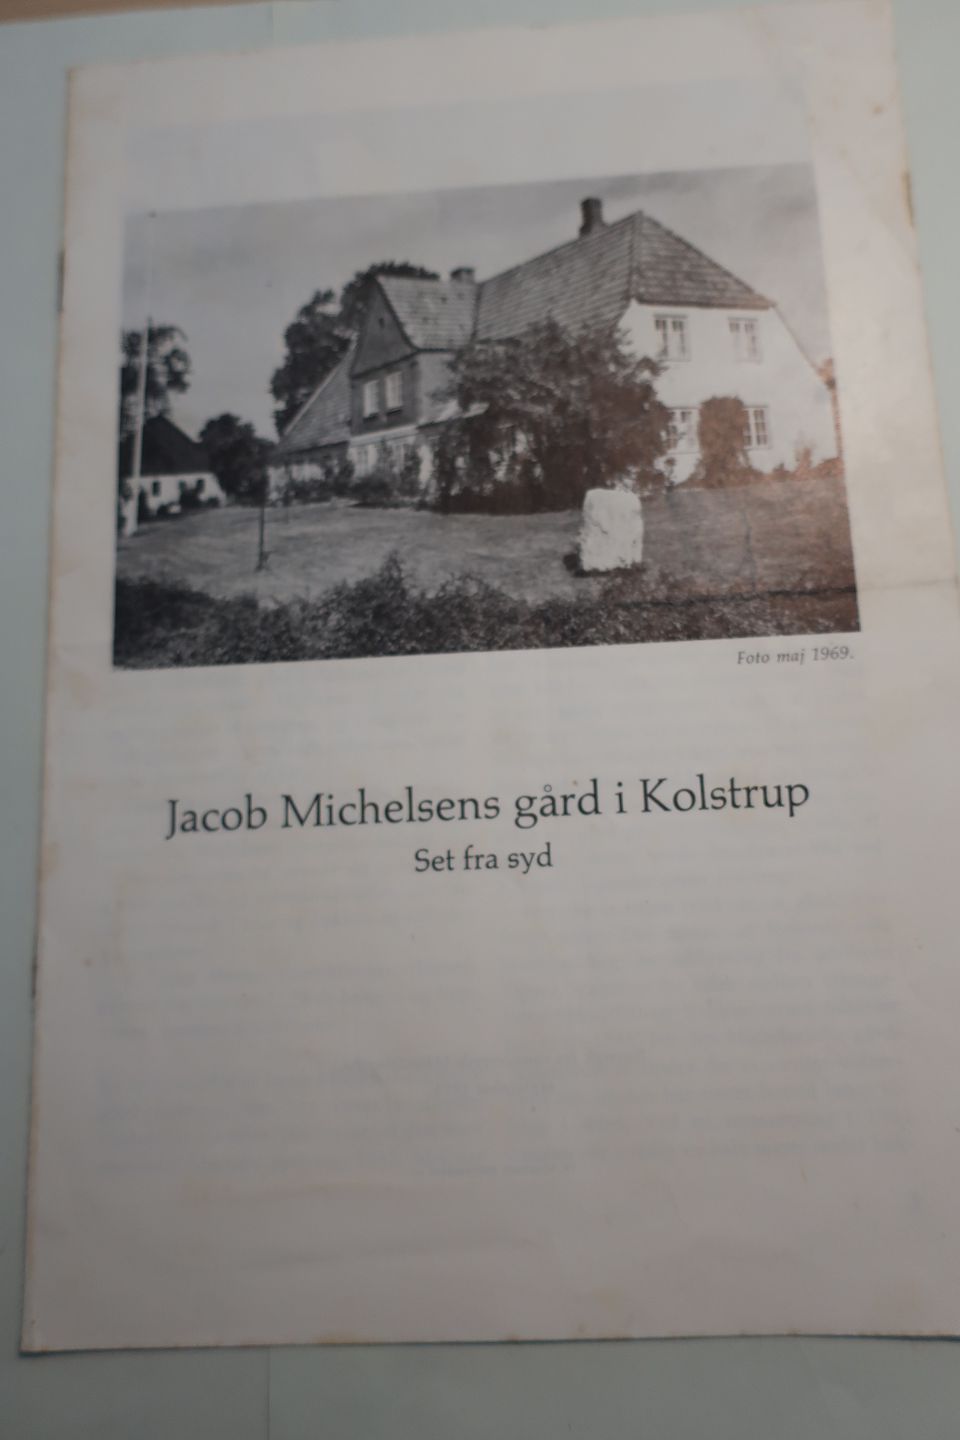 Foto maj 1969.
Jacob Michelsens gård i Kolstrup
Set fra syd